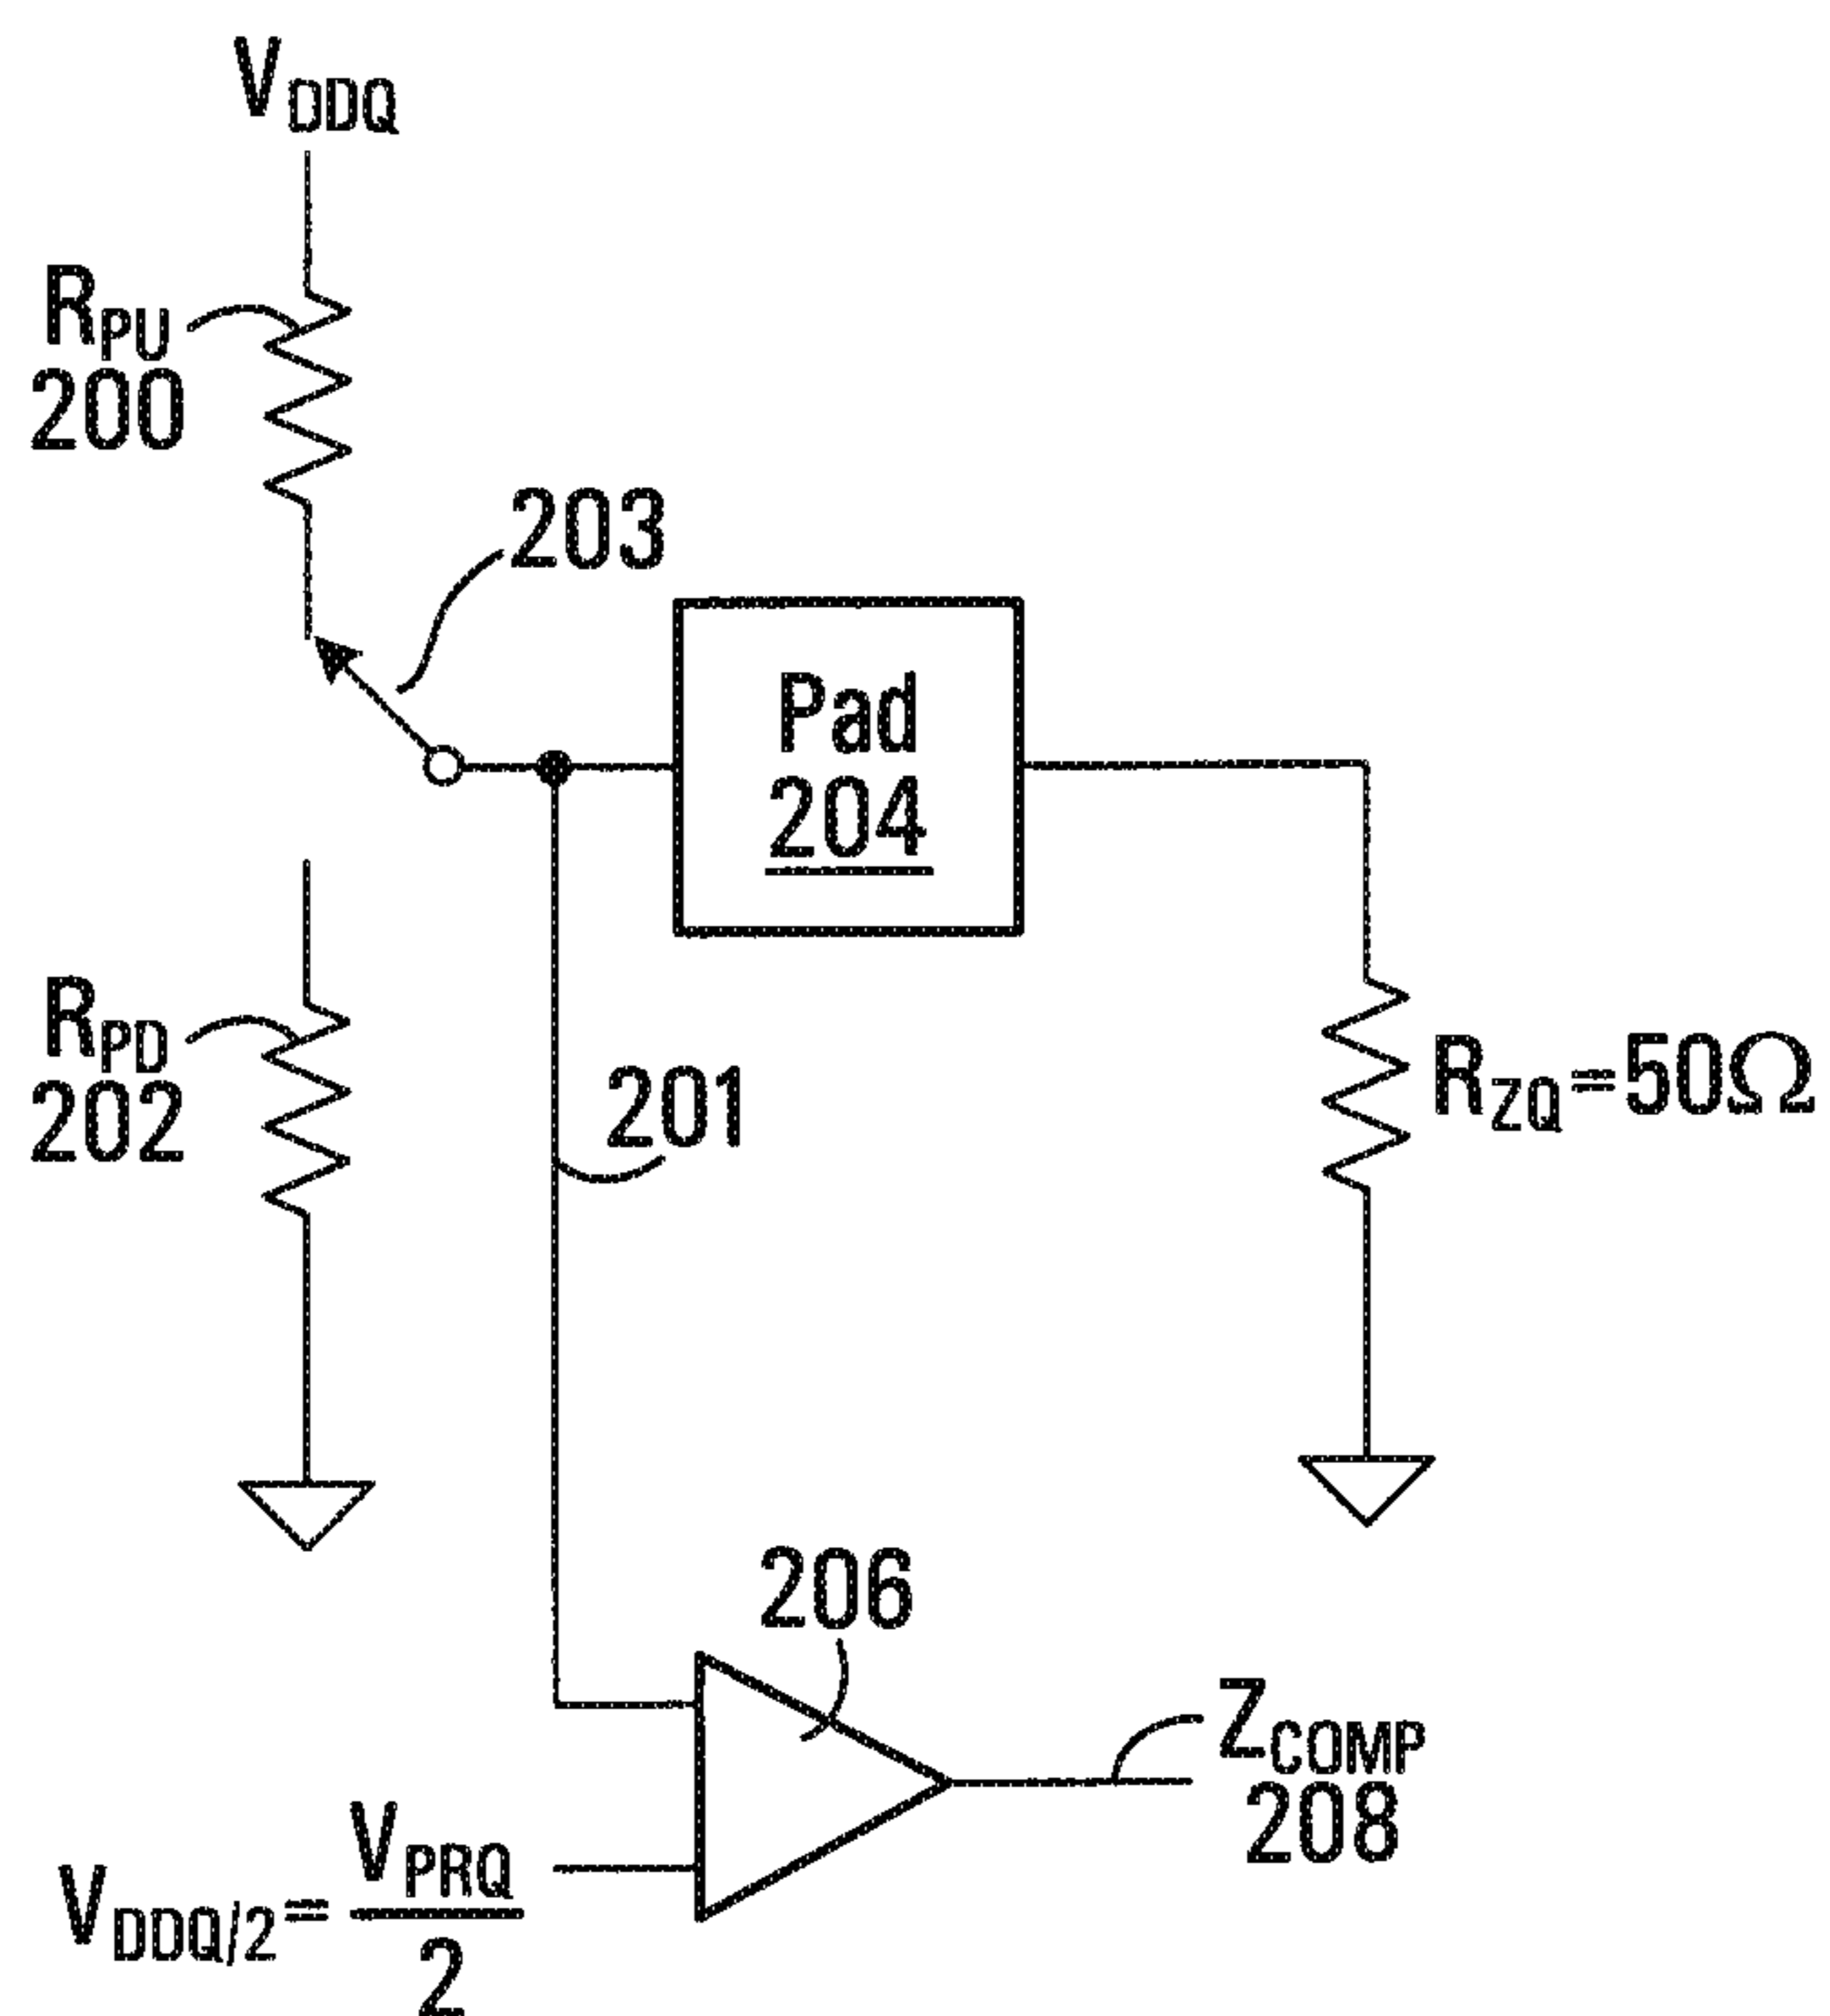 VDDQ
RPU
200
203
Pad
204
RPD
202
201
RZQ=50Ω
206
ZCOMP
208
VDDQ/2=VPRQ
2